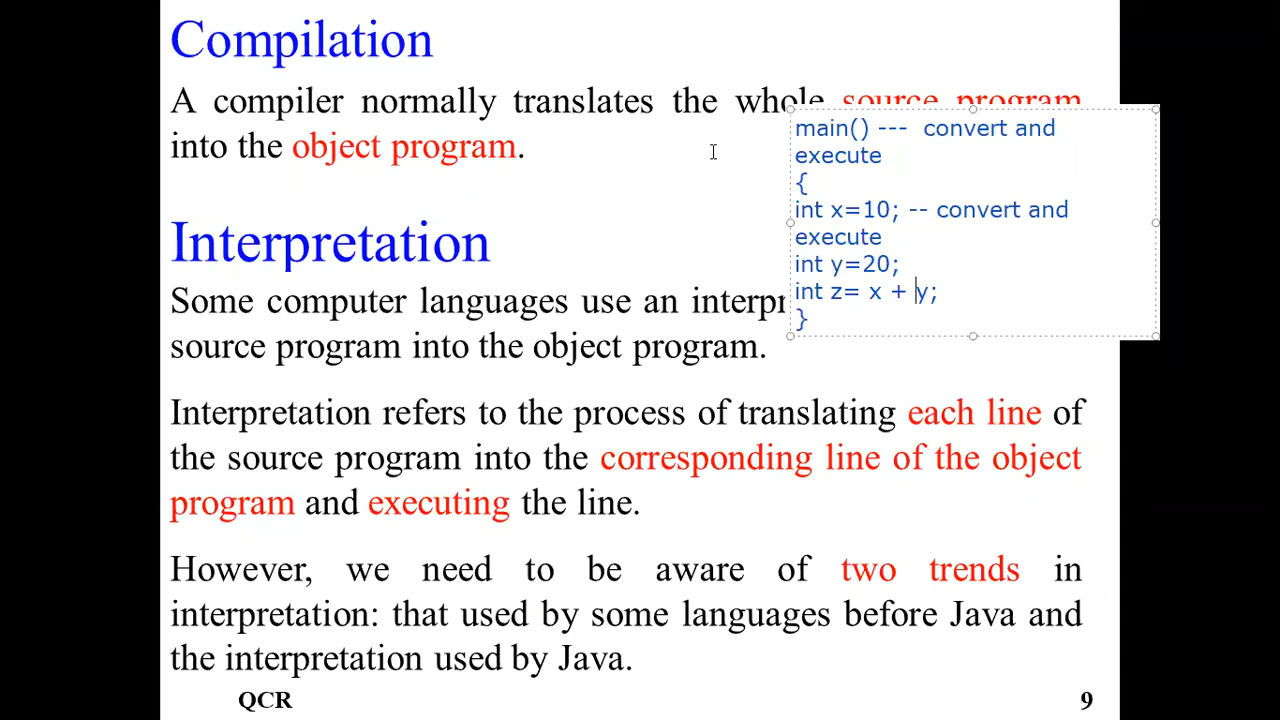 Compilation
A compiler normally translates the whole source program
into the object program.
main() --- convert and
execute
{
int x=10; -- convert and
execute
int y=20;
int z= x + y;
}
Interpretation
Some computer languages use an
source program into the object program.
Interpretation refers to the process of translating each line of
the source program into the corresponding line of the object
program and executing the line.
However, we need to be aware of two trends in
interpretation: that used by some languages before Java and
the interpretation used by Java.
QCR
9